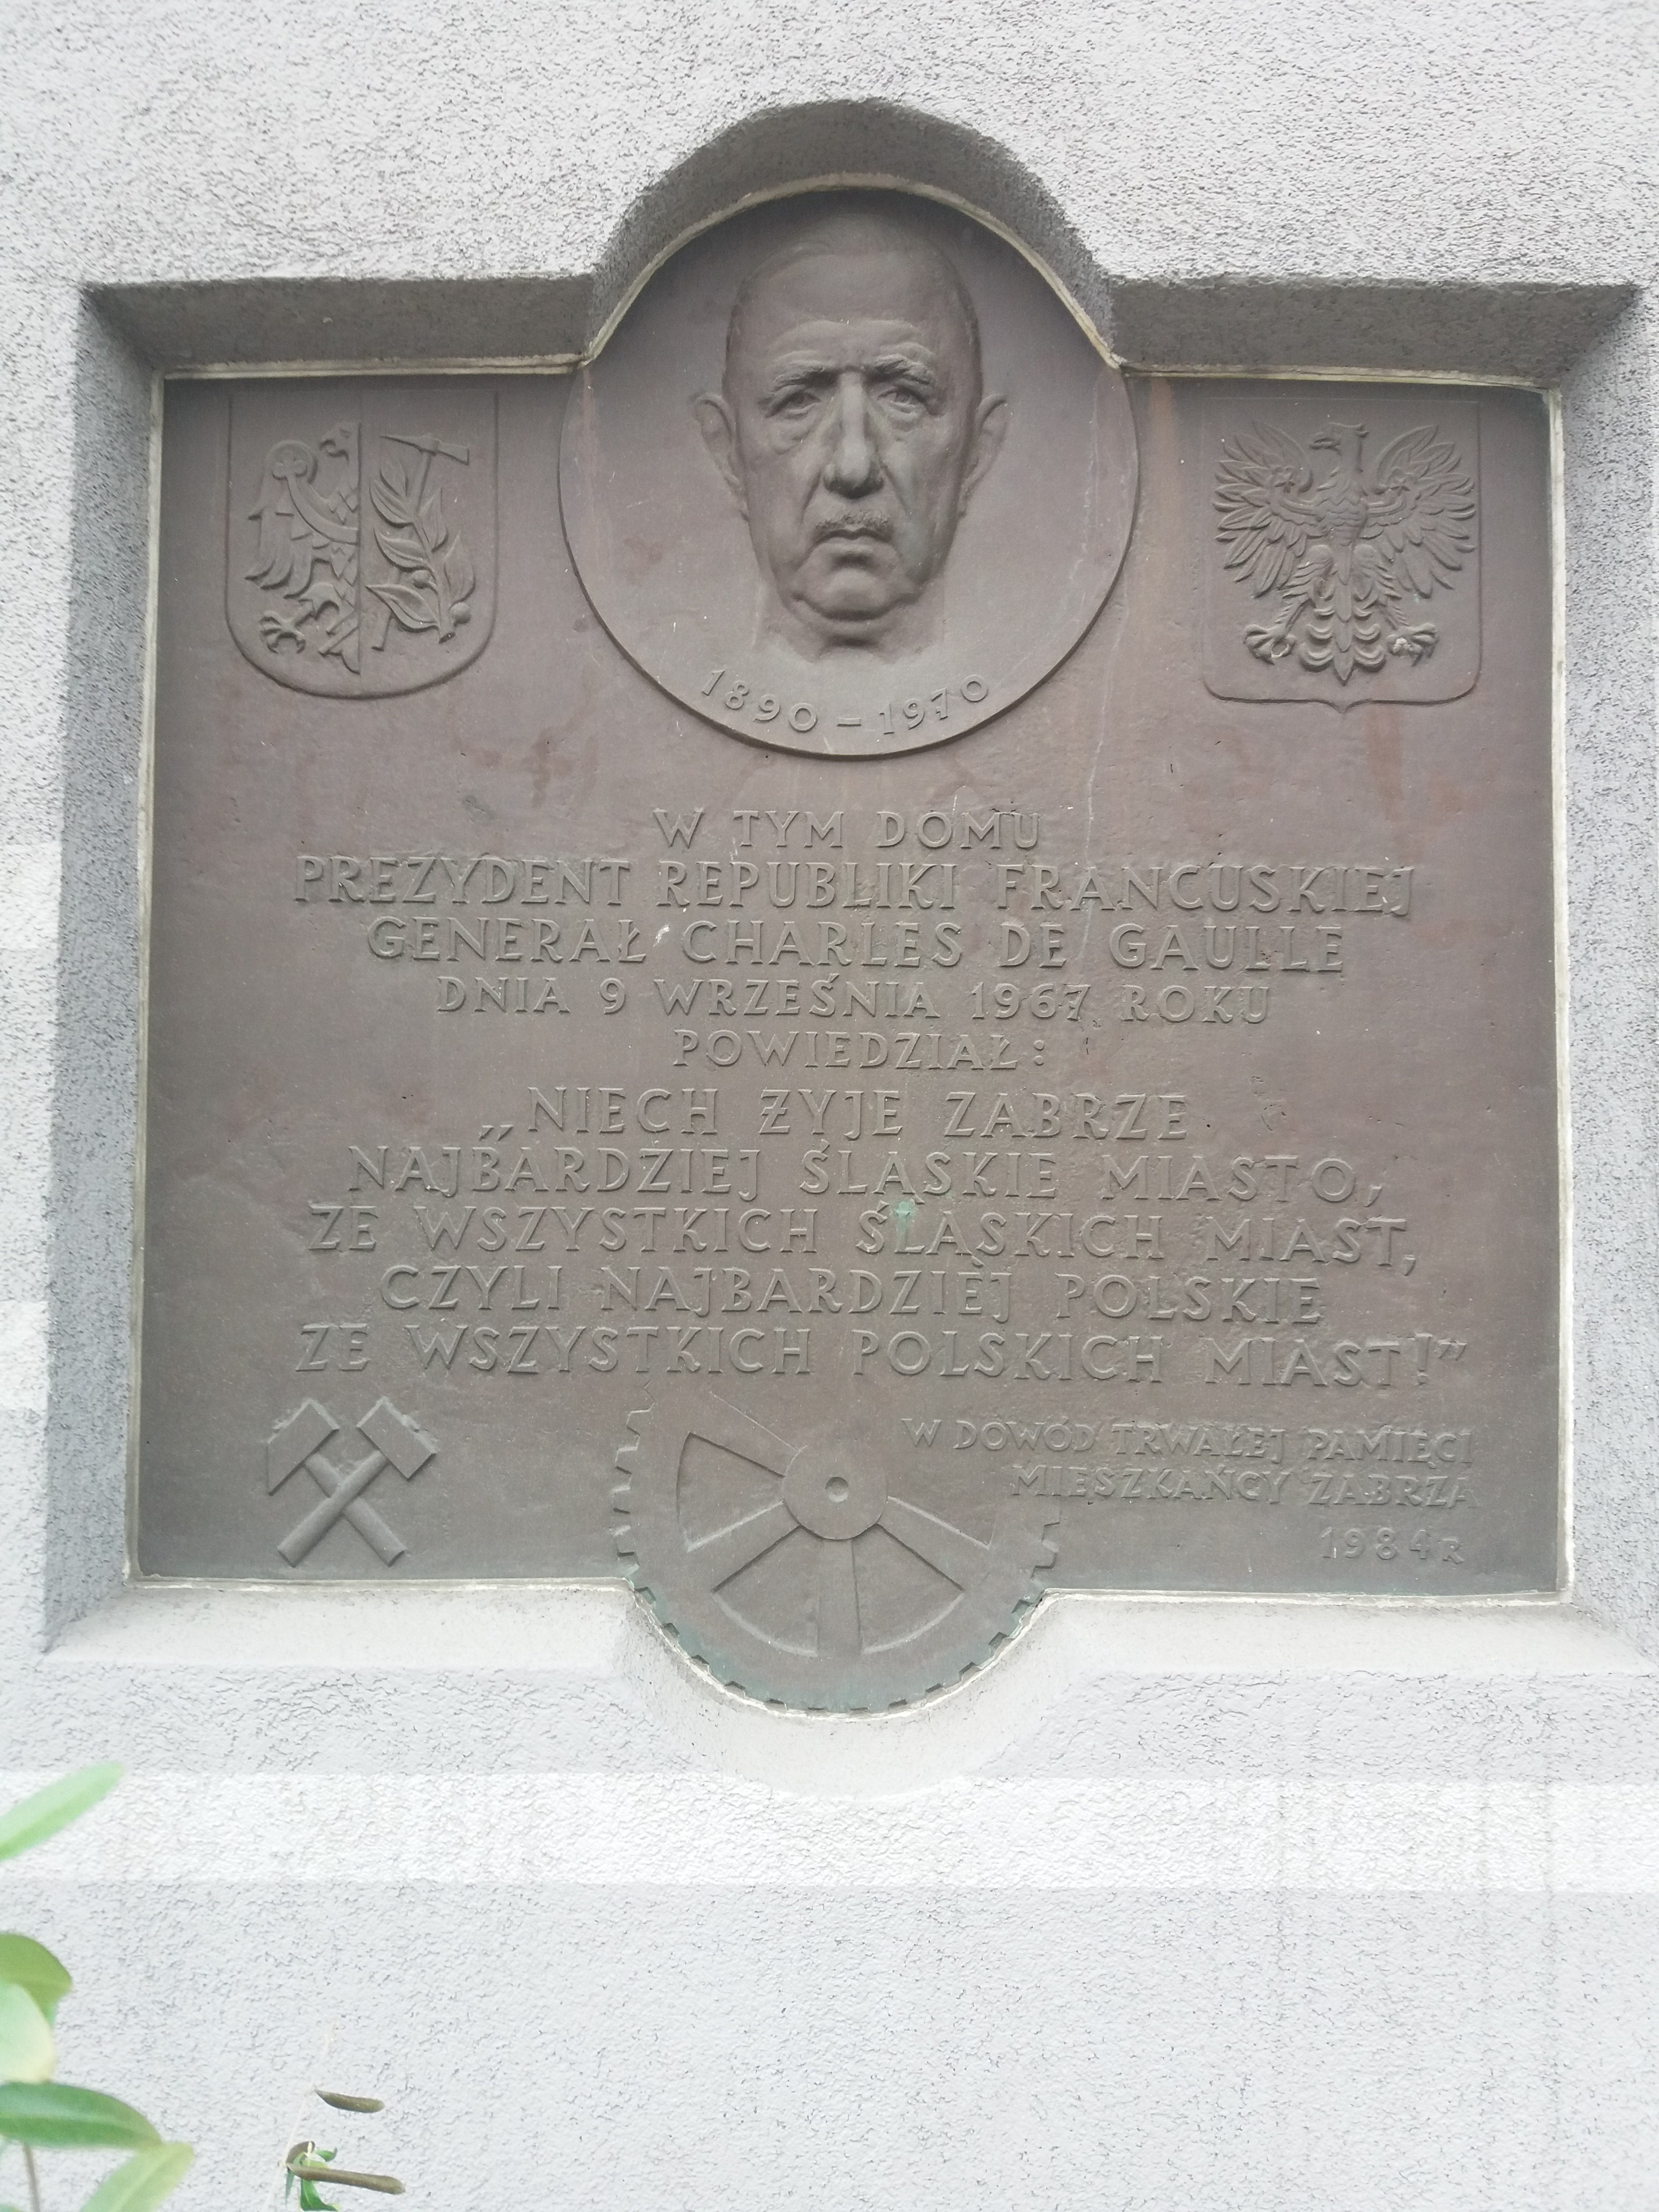 1890 – 1970
W TYM DOMU
PREZYDENT REPUBLIKI FRANCUSKIEJ
GENERAŁ CHARLES DE GAULLE
DNIA 9 WRZEŚNIA 1967 ROKU
POWIEDZIAŁ:
„NIECH ŻYJE ZABRZE
NAJBARDZIEJ ŚLĄSKIE MIASTO,
ZE WSZYSTKICH ŚLĄSKICH MIAST,
CZYLI NAJBARDZIEJ POLSKIE
ZE WSZYSTKICH POLSKICH MIAST!”
W DOWÓD TRWAŁEJ PAMIĘCI
MIESZKAŃCY ZABRZA
1984 R